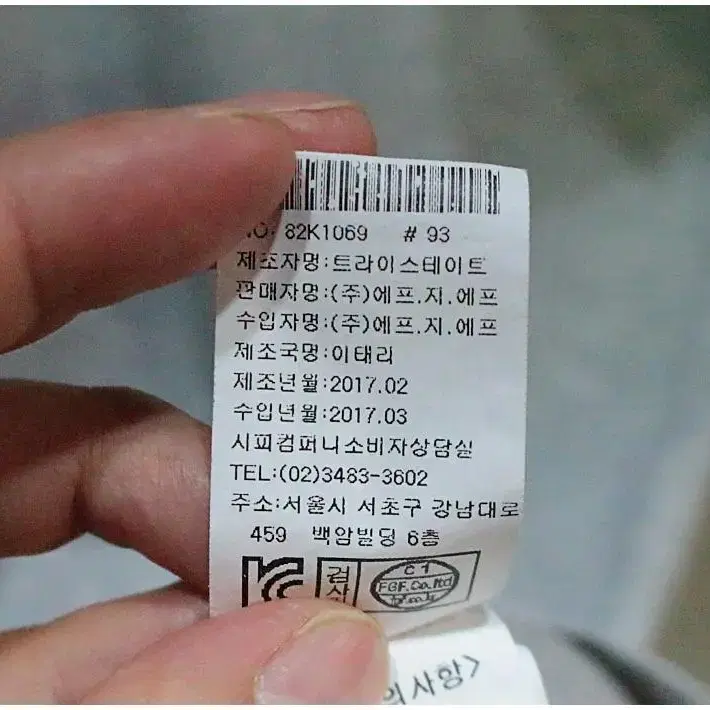 NO: 82K1069 # 93
제조자명:트라이스테이트
판매자명:(주)에프.지.에프
수입자명:(주)에프.지.에프
제조국명:이태리
제조년월:2017.02
수입년월:2017.03
시피컴퍼니소비자상담실
TEL:(02)3483-3602
주소:서울시 서초구 강남대로
459 백암빌딩 6층
검
C 1
FGF.Co.,ltd
의사항>